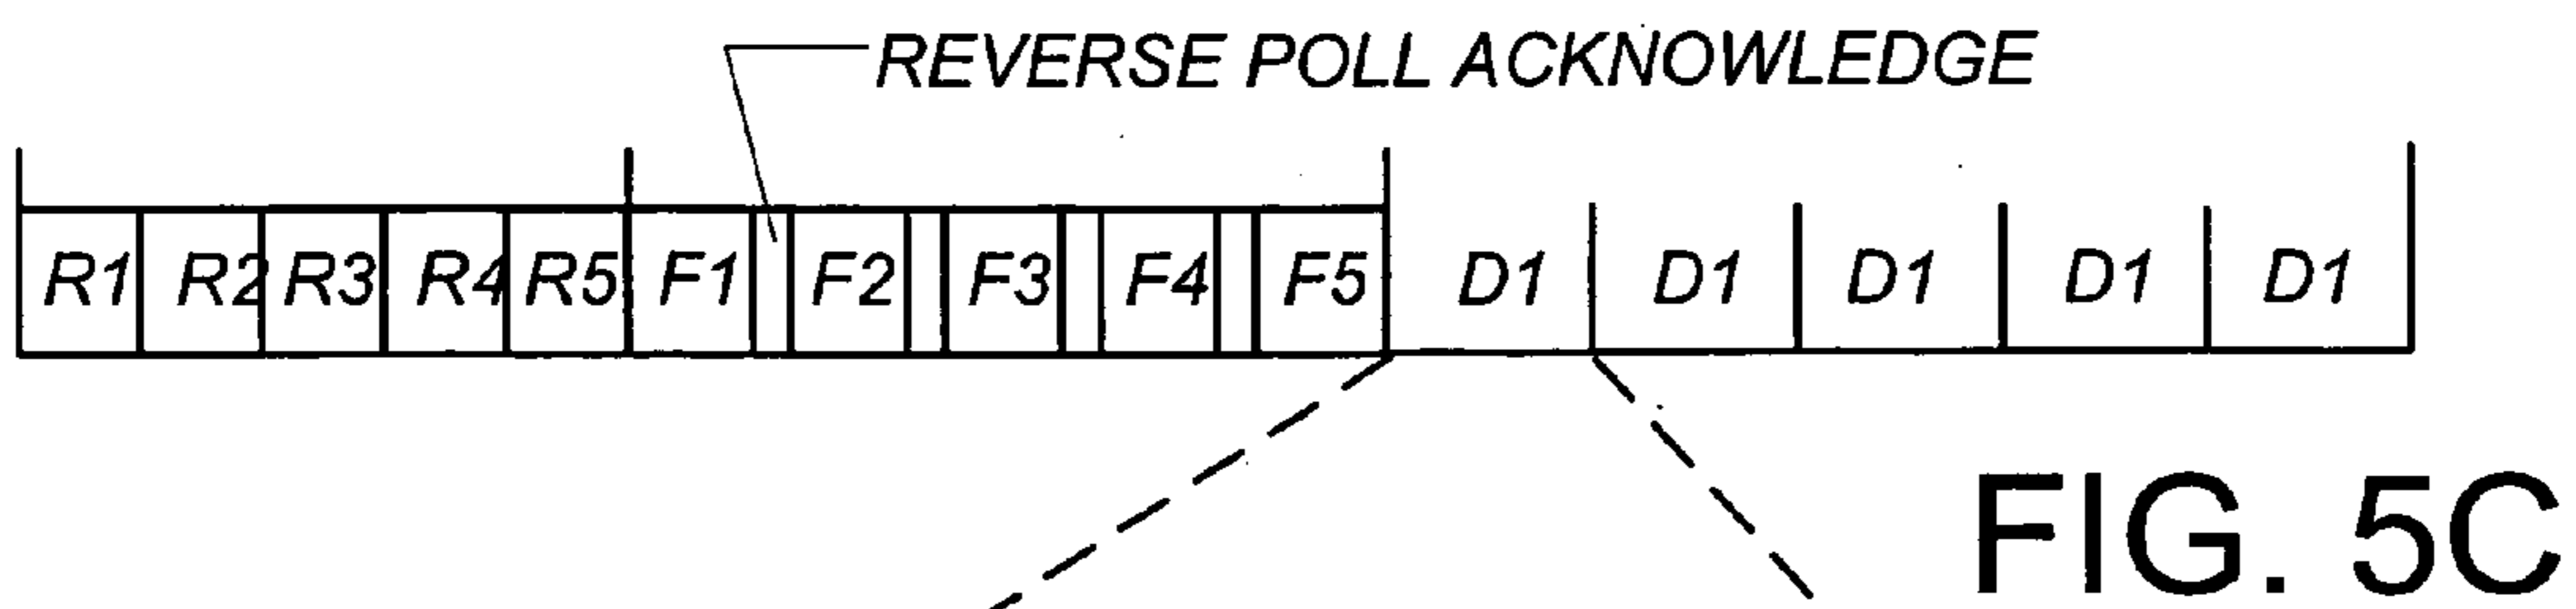 REVERSE POLL ACKNOWLEDGE
R1 R2 R3 R4 R5 F1 F2 F3 F4 F5 D1 D1 D1 D1 D1
FIG. 5C